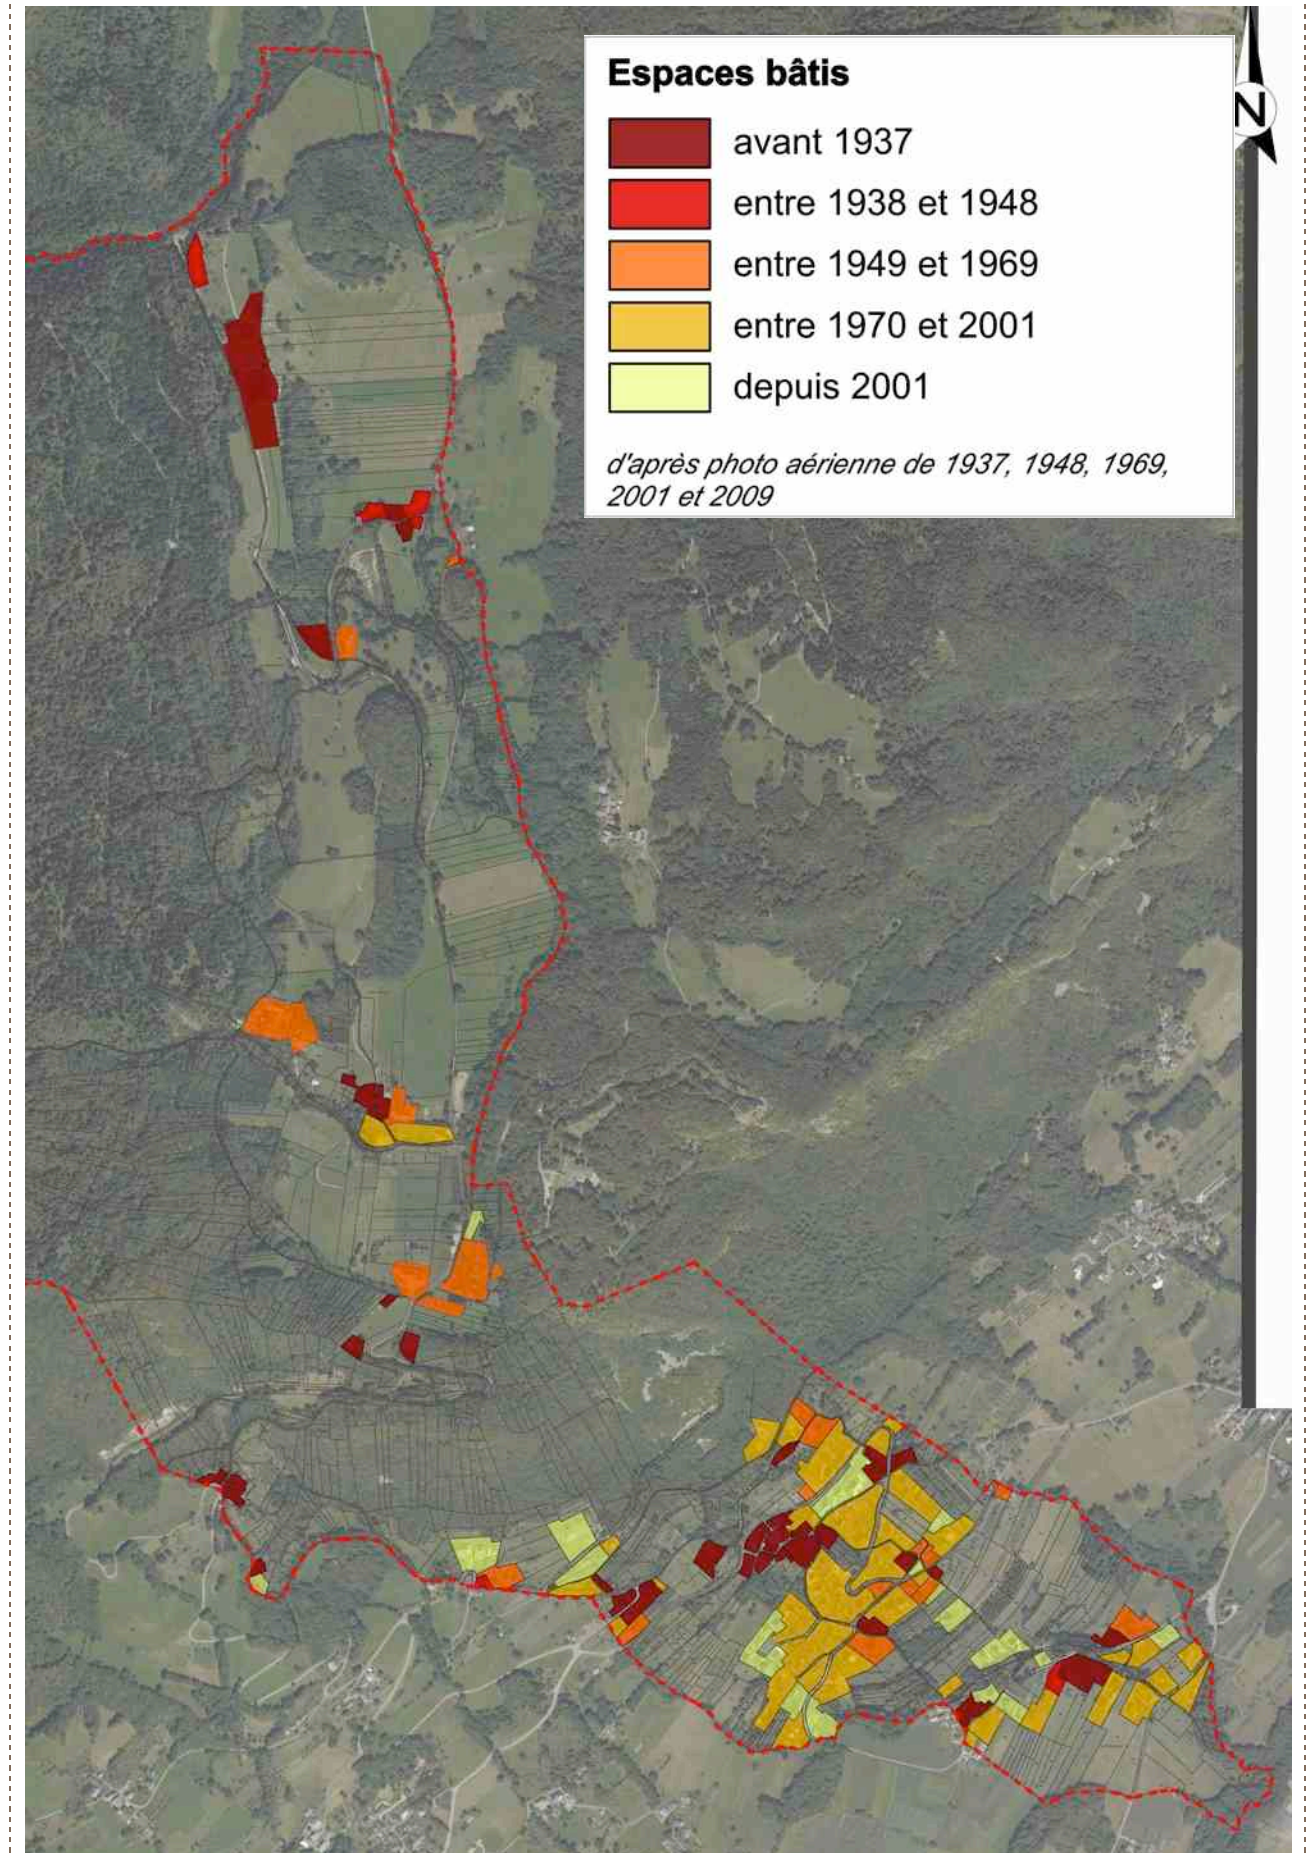 Espaces bâtis
avant 1937
entre 1938 et 1948
entre 1949 et 1969
entre 1970 et 2001
depuis 2001
d'après photo aérienne de 1937, 1948, 1969,
2001 et 2009
N